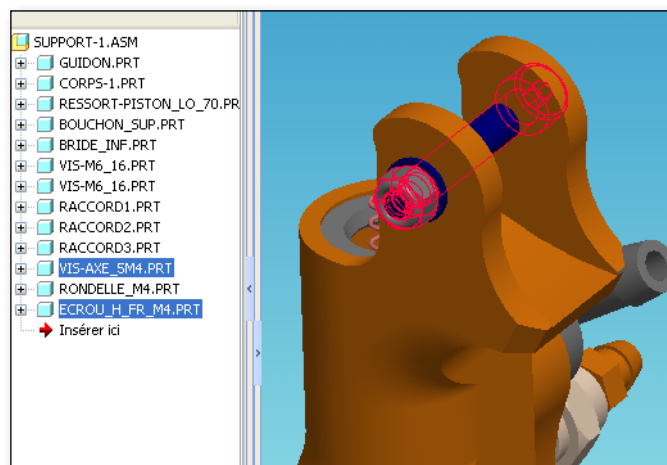 SUPPORT-1.ASM
GUIDON.PRT
CORPS-1.PRT
RESSORT-PISTON_LO_70.PR
BOUCHON_SUP.PRT
BRIDE_INF.PRT
VIS-M6_16.PRT
VIS-M6_16.PRT
RACCORD1.PRT
RACCORD2.PRT
RACCORD3.PRT
VIS-AXE_5M4.PRT
RONDELLE_M4.PRT
ECROU_H_FR_M4.PRT
Insérer ici